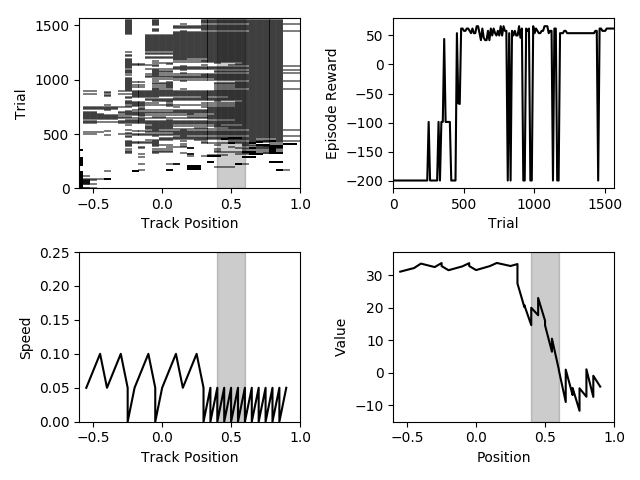 1500
1000
500
0
Trial
−0.5 0.0 0.5 1.0
Track Position
50
0
−50
−100
−150
−200
Episode Reward
0 500 1000 1500
Trial
0.25
0.20
0.15
0.10
0.05
0.00
Speed
−0.5 0.0 0.5 1.0
Track Position
30
20
10
0
−10
Value
−0.5 0.0 0.5 1.0
Position